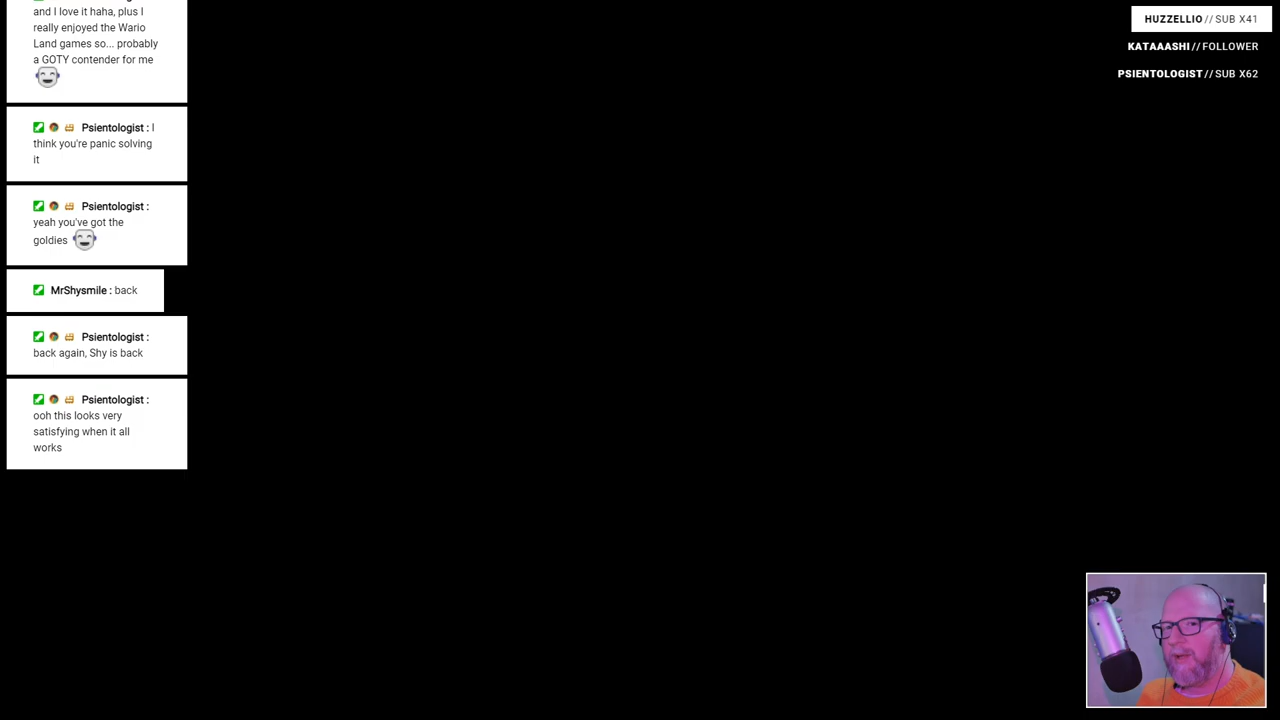 and I love it haha, plus I
really enjoyed the Wario
Land games so... probably
a GOTY contender for me
Psientologist : I
think you're panic solving
it
Psientologist :
yeah you've got the
goldies
MrShysmile : back
Psientologist :
back again, Shy is back
Psientologist :
ooh this looks very
satisfying when it all
works
HUZZELLIO // SUB X41
KATAAASHI // FOLLOWER
PSIENTOLOGIST // SUB X62